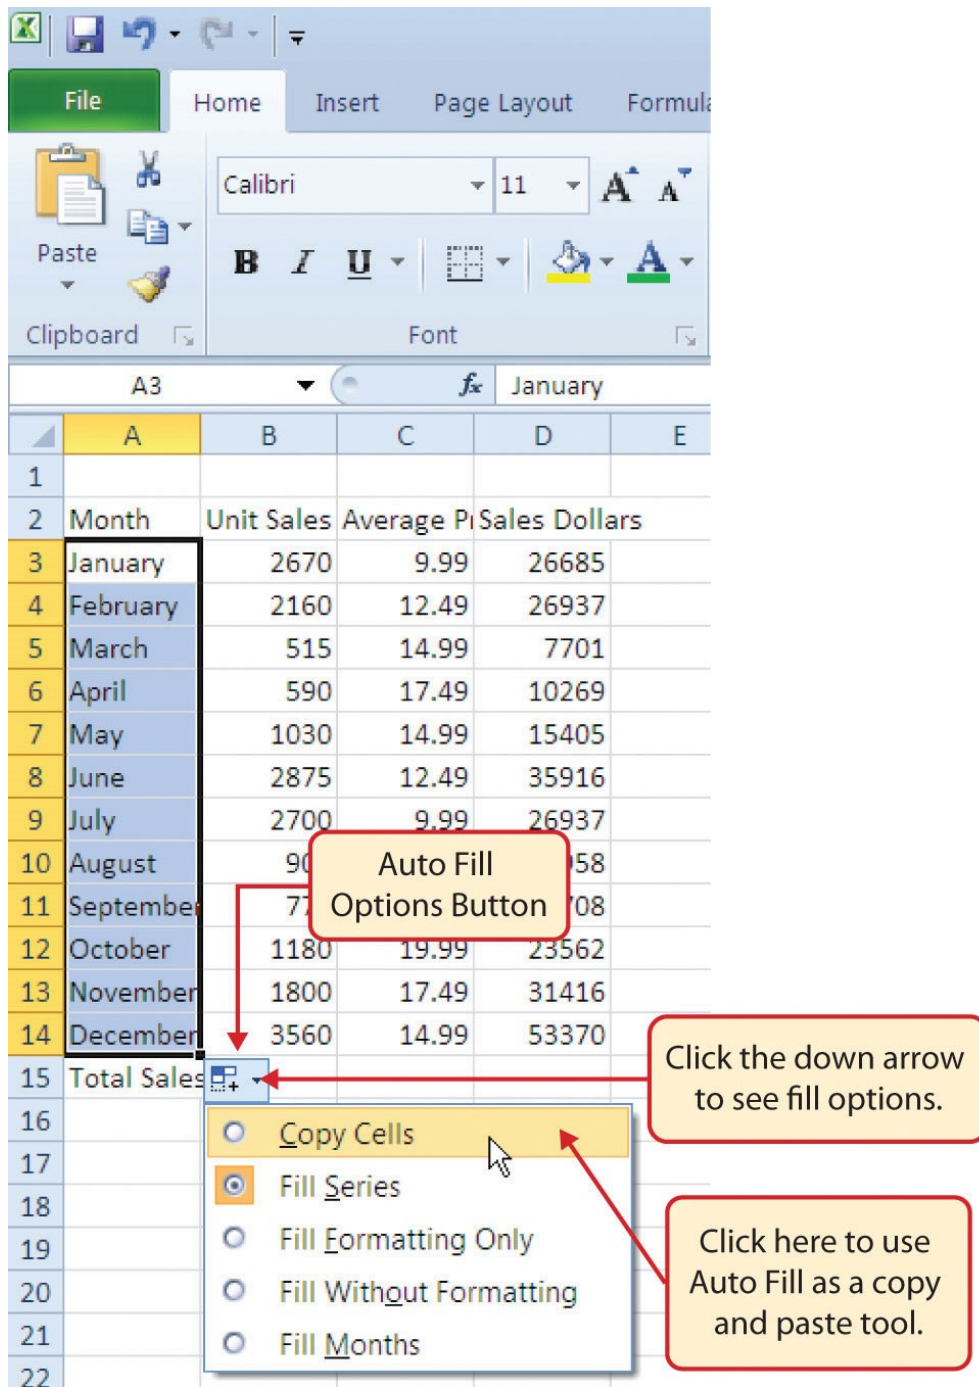 File Home Insert Page Layout
Calibri 11 A A
Paste B I U A
Clipboard Font
A3 fx January
A B C D E
1
2 Month Unit Sales Average Sales Dollars
3 January 2670 9.99 26685
4 February 2160 12.49 26937
5 March 515 14.99 7701
6 April 590 17.49 10269
7 May 1030 14.99 15405
8 June 2875 12.49 35916
9 July 2700 9.99 26937
10 August
11 September
12 October 1180 19.99 23562
13 November 1800 17.49 31416
14 December 3560 14.99 53370
15 Total Sales
16
17
18
19
20
21
22
Auto Fill
Options Button
Click the down arrow
to see fill options.
Copy Cells
Fill Series
Fill Formatting Only
Fill Without Formatting
Fill Months
Click here to use
Auto Fill as a copy
and paste tool.